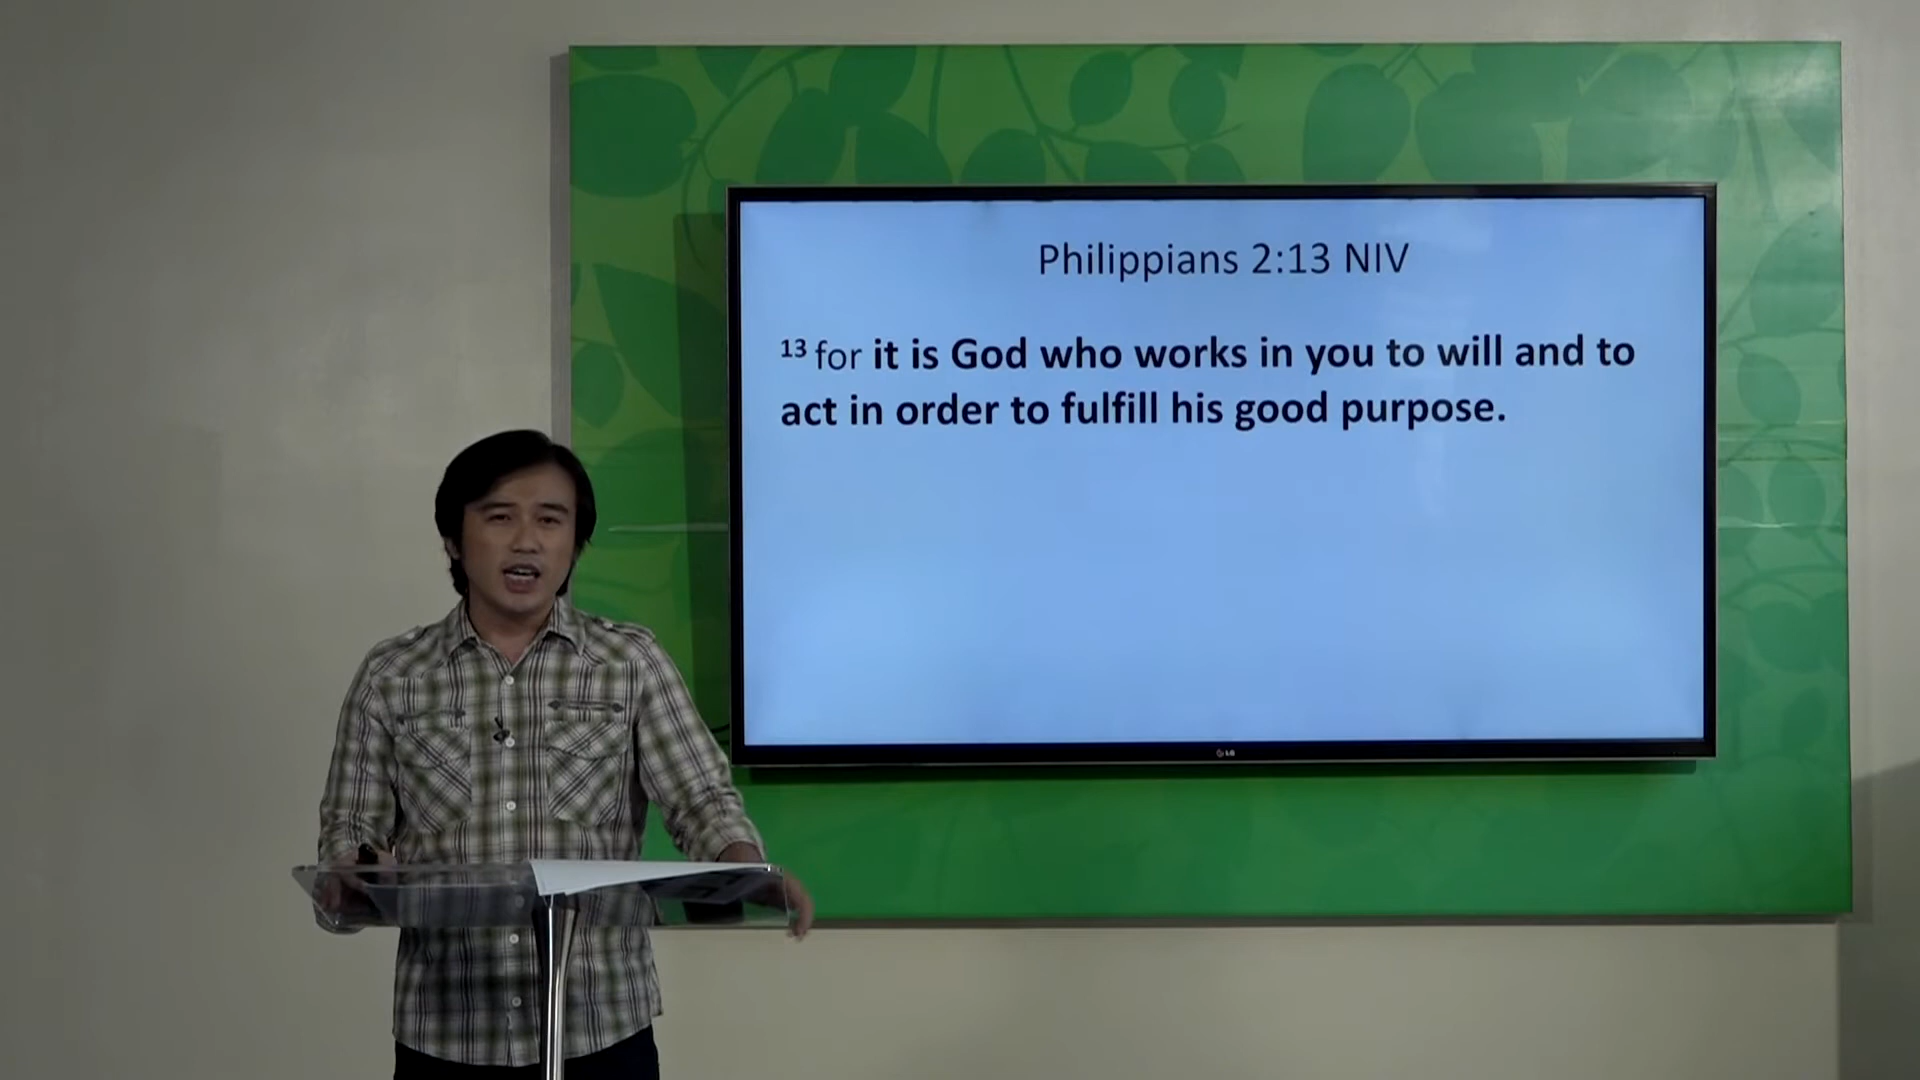 Philippians 2:13 NIV
13 for it is God who works in you to will and to
act in order to fulfill his good purpose.
LG